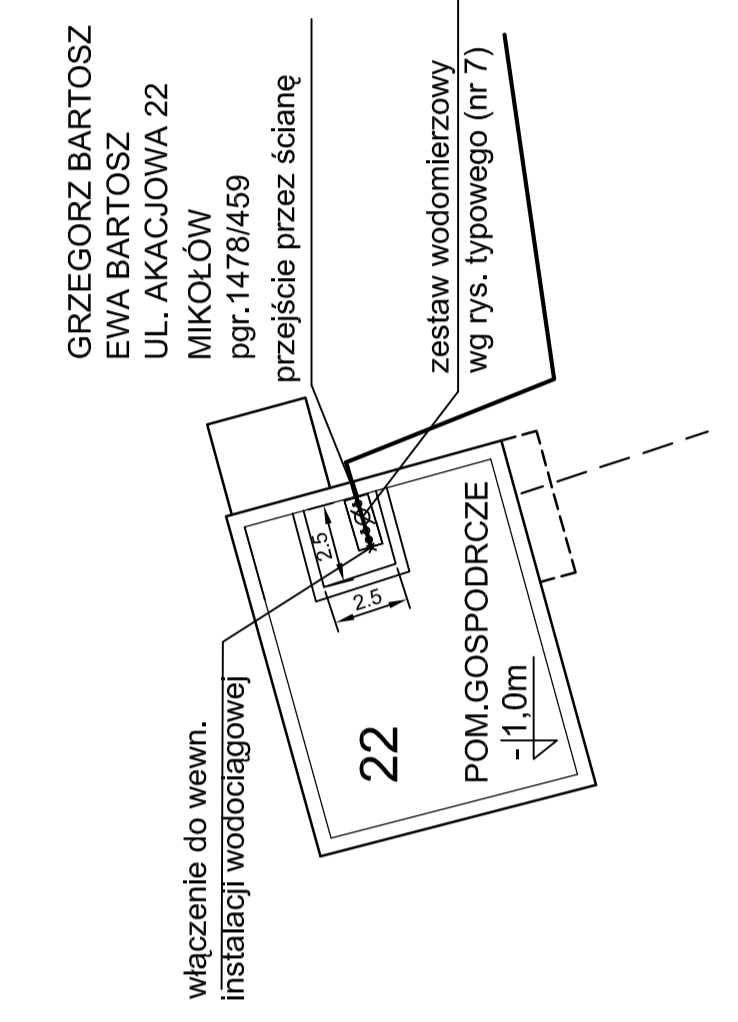 GRZEGORZ BARTOSZ
EWA BARTOSZ
UL. AKACJOWA 22
MIKOŁÓW
pgr.1478/459
przejście przez ścianę
zestaw wodomierzowy
wg rys. typowego (nr 7)
włączenie do wewn.
instalacji wodociągowej
2.5
2.5
22
POM.GOSPODRCZE
-1,0m